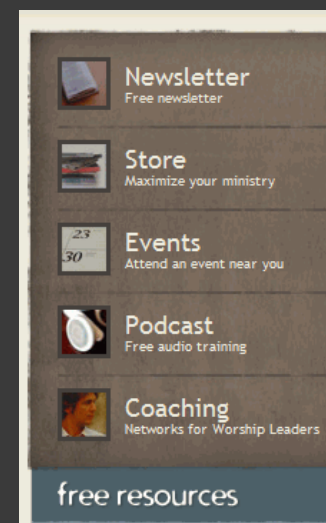 Newsletter
Free newsletter
Store
Maximize your ministry
23
30
Events
Attend an event near you
Podcast
Free audio training
Coaching
Networks for Worship Leaders
free resources